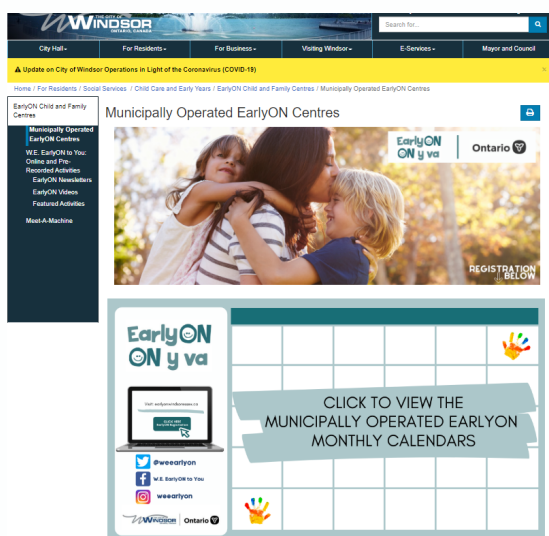 THE CITY OF
WINDSOR
ONTARIO, CANADA
Search for...
City Hall
For Residents
For Business
Visiting Windsor
E-Services
Mayor and Council
Update on City of Windsor Operations in Light of the Coronavirus (COVID-19)
Home / For Residents / Social Services / Child Care and Early Years / EarlyON Child and Family Centres / Municipally Operated EarlyON Centres
EarlyON Child and Family
Centres
Municipally Operated
EarlyON Centres
W.E. EarlyON to You:
Online and Pre-
Recorded Activities
EarlyON Newsletters
EarlyON Videos
Featured Activities
Meet-A-Machine
Municipally Operated EarlyON Centres
EarlyON
ON y va
Ontario
REGISTRATION
BELOW
EarlyON
ON y va
CLICK HERE
@weearlyon
W.E. EarlyON to You
weearlyon
WINDSOR
Ontario
CLICK TO VIEW THE
MUNICIPALLY OPERATED EARLYON
MONTHLY CALENDARS